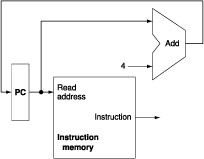 Add
4
PC
Read
address
Instruction
Instruction
memory